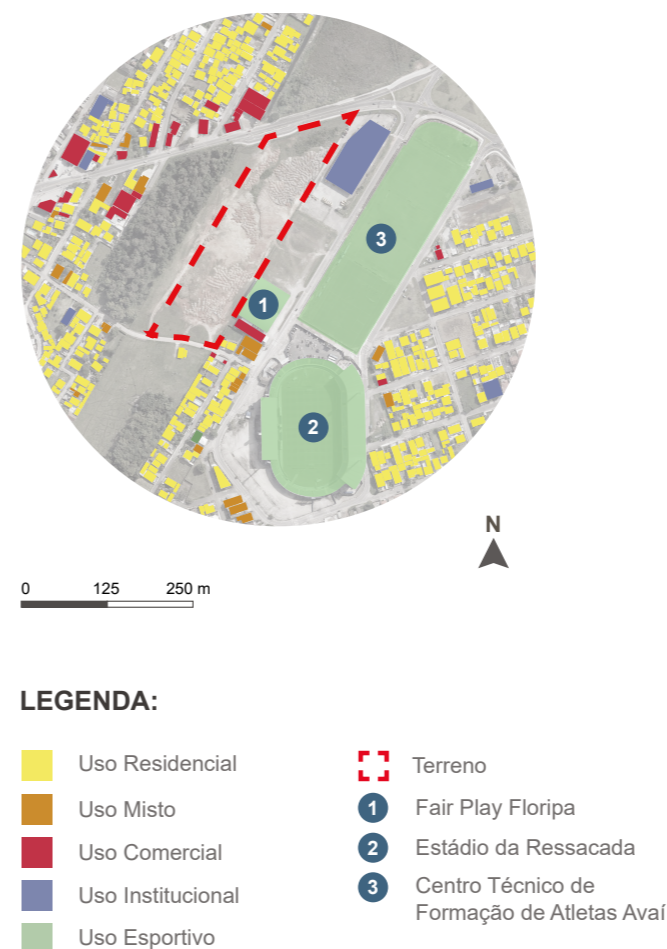 1
3
2
N
0 125 250 m
LEGENDA:
Uso Residencial
Uso Misto
Uso Comercial
Uso Institucional
Uso Esportivo
Terreno
1 Fair Play Floripa
2 Estádio da Ressacada
3 Centro Técnico de
Formação de Atletas Avaí